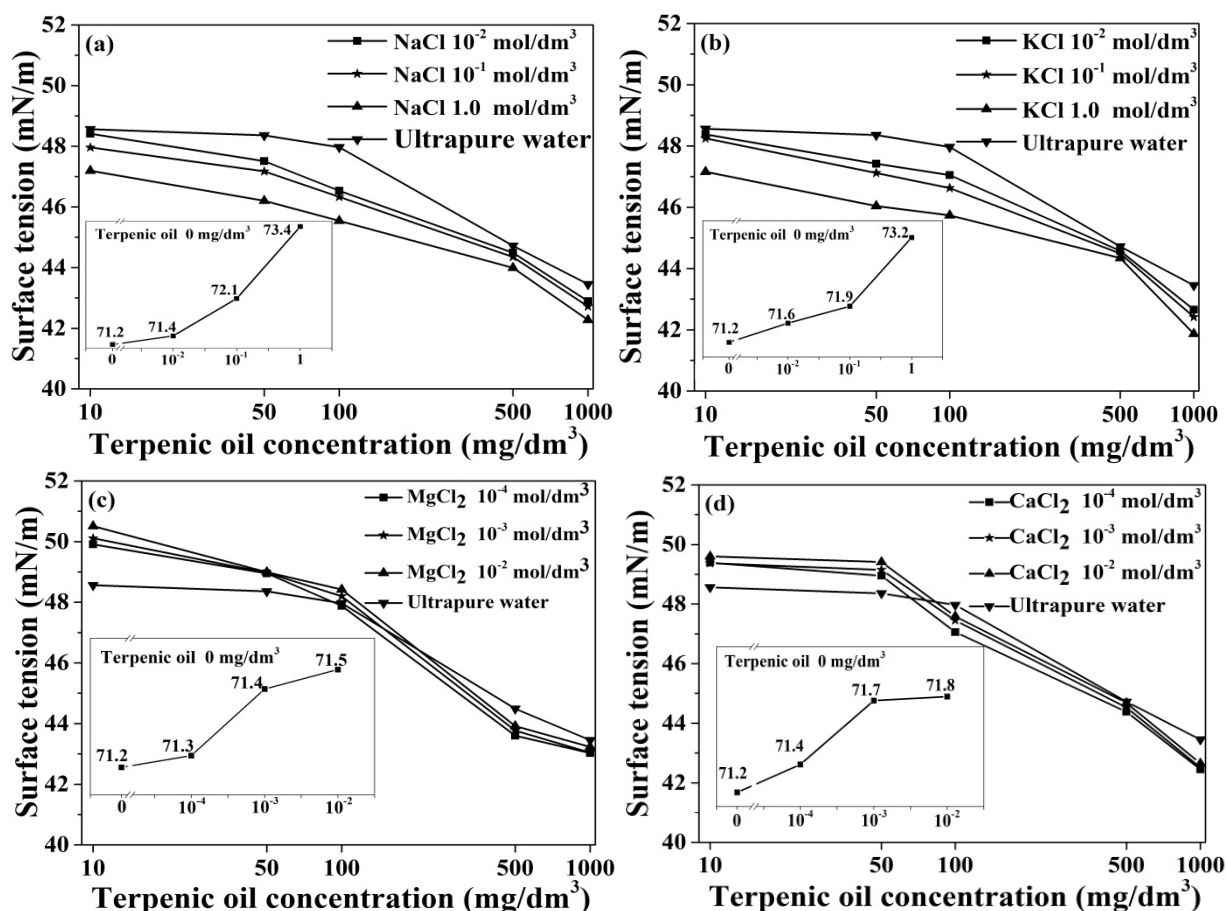 (a)
NaCl 10⁻² mol/dm³
NaCl 10⁻¹ mol/dm³
NaCl 1.0 mol/dm³
Ultrapure water
Surface tension (mN/m)
52
50
48
46
44
42
40
Terpenic oil 0 mg/dm³
71.2
71.4
72.1
73.4
0
10⁻²
10⁻¹
1
10
50
100
500
1000
Terpenic oil concentration (mg/dm³)
(b)
KCl 10⁻² mol/dm³
KCl 10⁻¹ mol/dm³
KCl 1.0 mol/dm³
Ultrapure water
Surface tension (mN/m)
52
50
48
46
44
42
40
Terpenic oil 0 mg/dm³
71.2
71.6
71.9
73.2
0
10⁻²
10⁻¹
1
10
50
100
500
1000
Terpenic oil concentration (mg/dm³)
(c)
MgCl₂ 10⁻⁴ mol/dm³
MgCl₂ 10⁻³ mol/dm³
MgCl₂ 10⁻² mol/dm³
Ultrapure water
Surface tension (mN/m)
52
50
48
46
44
42
40
Terpenic oil 0 mg/dm³
71.2
71.3
71.4
71.5
0
10⁻⁴
10⁻³
10⁻²
10
50
100
500
1000
Terpenic oil concentration (mg/dm³)
(d)
CaCl₂ 10⁻⁴ mol/dm³
CaCl₂ 10⁻³ mol/dm³
CaCl₂ 10⁻² mol/dm³
Ultrapure water
Surface tension (mN/m)
52
50
48
46
44
42
40
Terpenic oil 0 mg/dm³
71.2
71.4
71.7
71.8
0
10⁻⁴
10⁻³
10⁻²
10
50
100
500
1000
Terpenic oil concentration (mg/dm³)